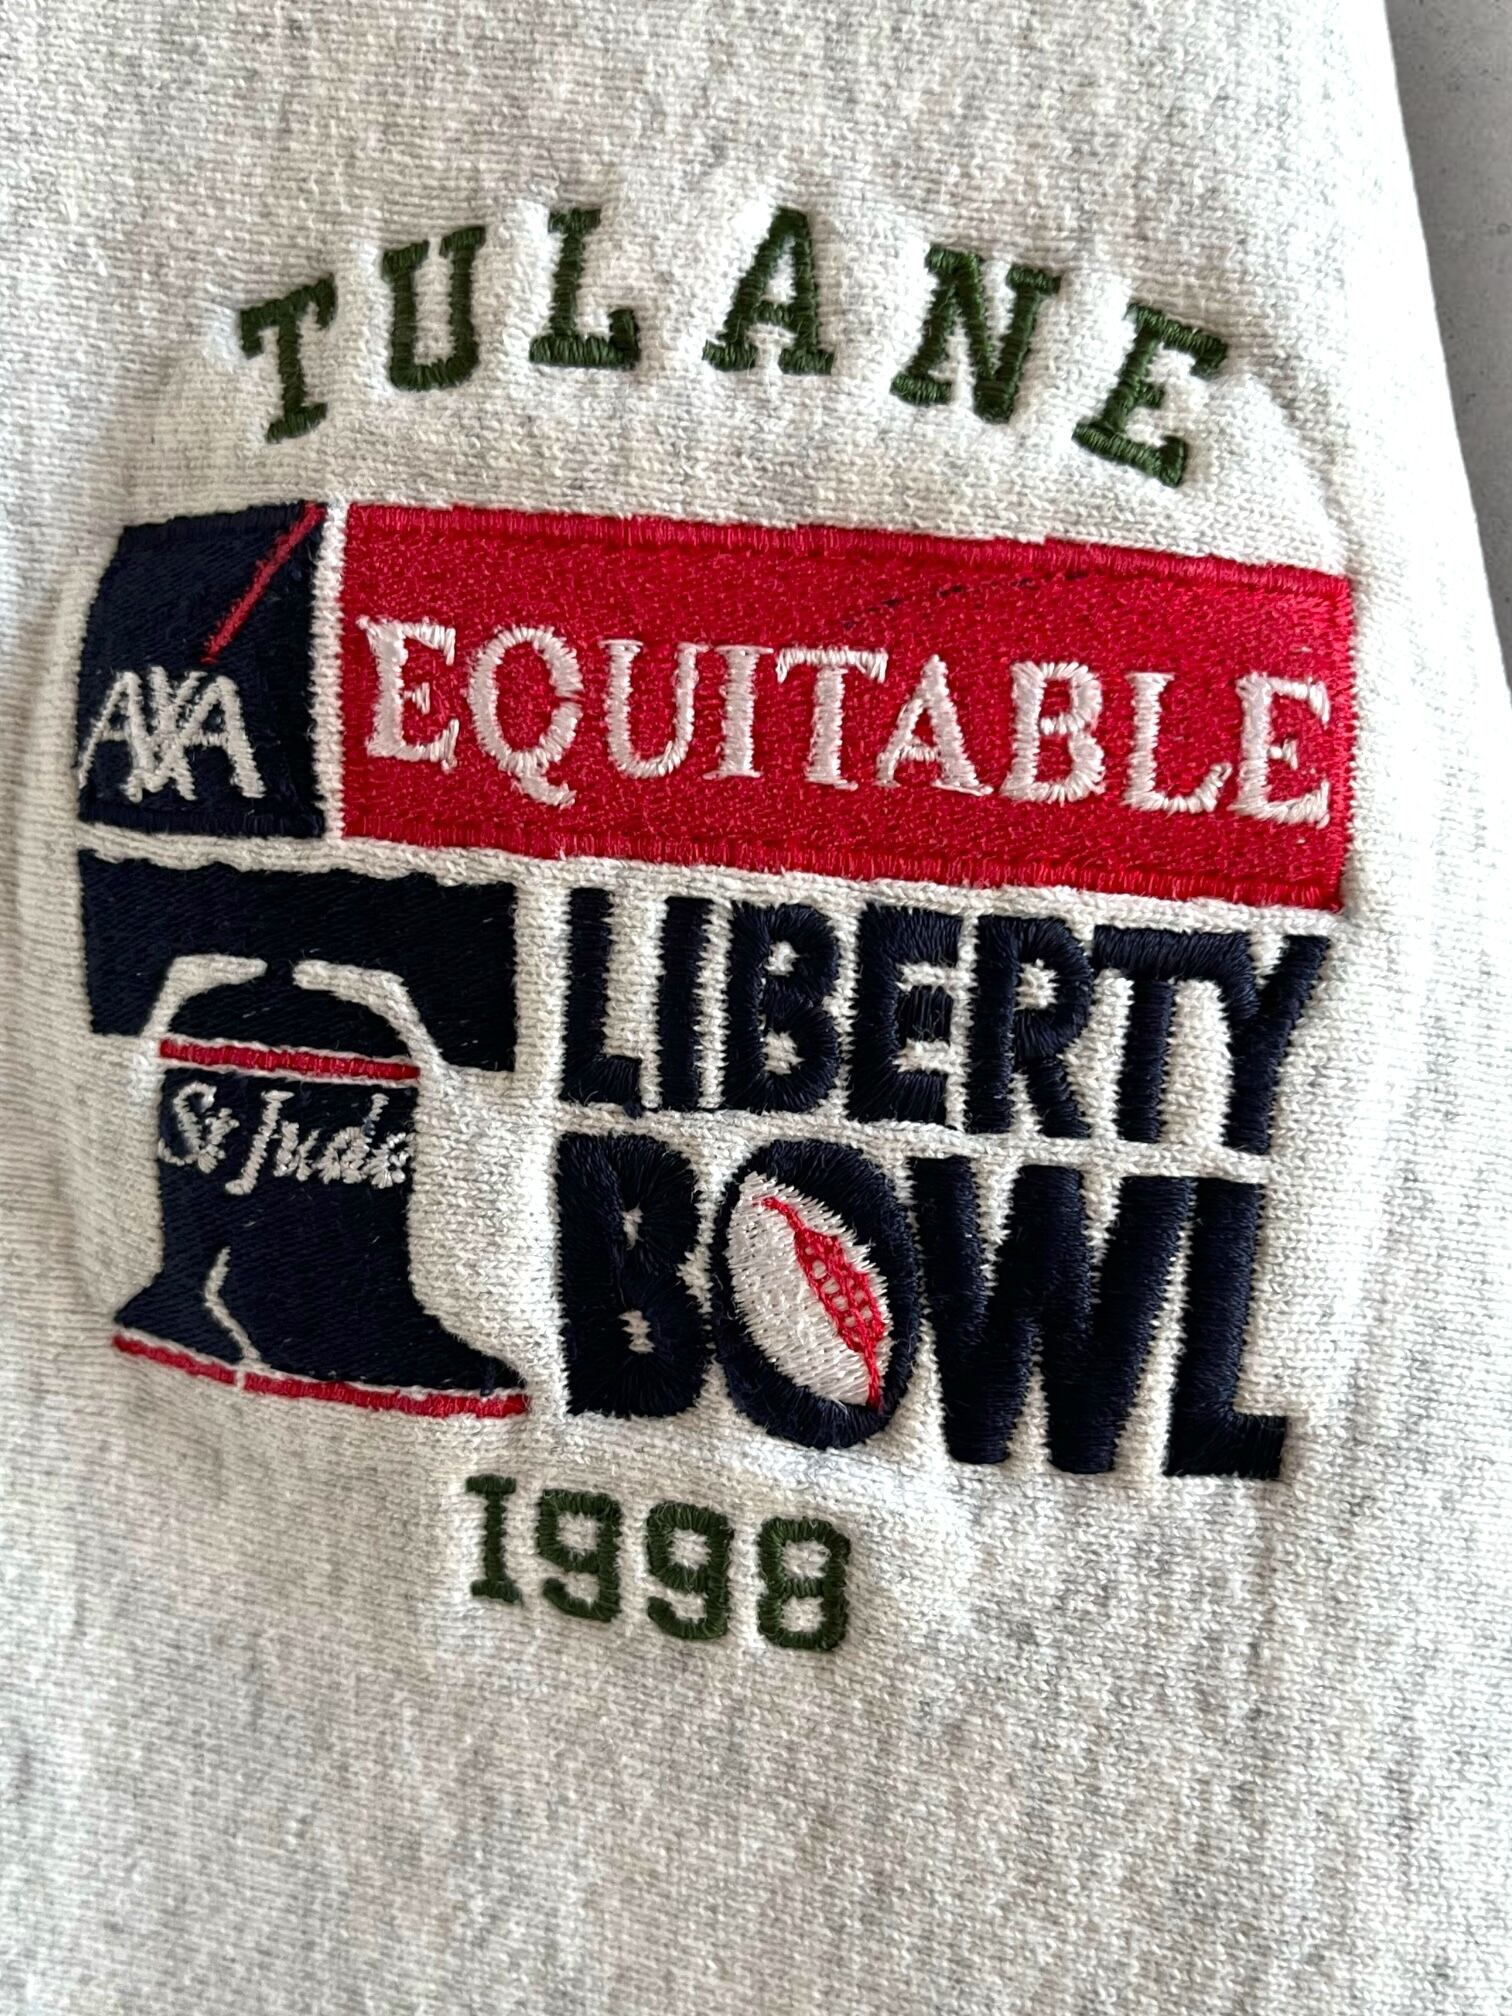 TULANE
AXA EQUITABLE
LIBERTY
St Jude
BOWL
1998